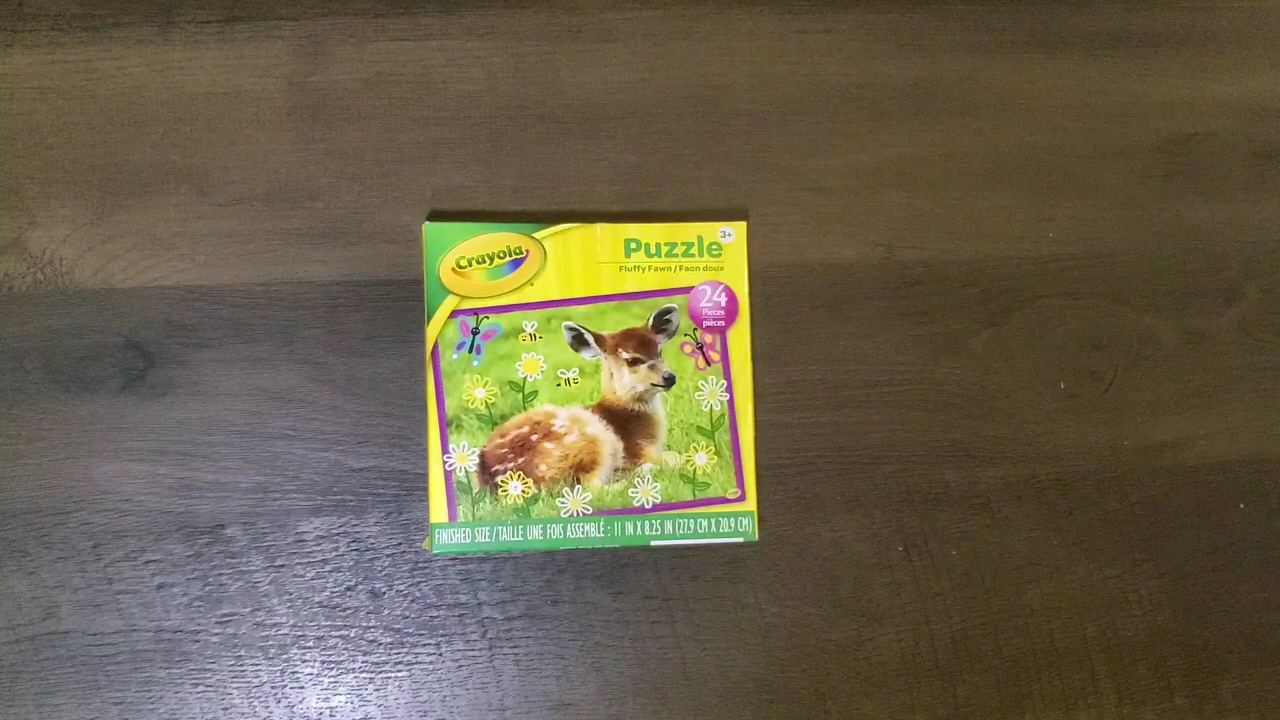 Crayola
Puzzle
3+
Fluffy Fawn / Faon doux
24
Pieces
pièces
FINISHED SIZE / TAILLE UNE FOIS ASSEMBLÉ : 11 IN X 8.25 IN (27.9 CM X 20.9 CM)